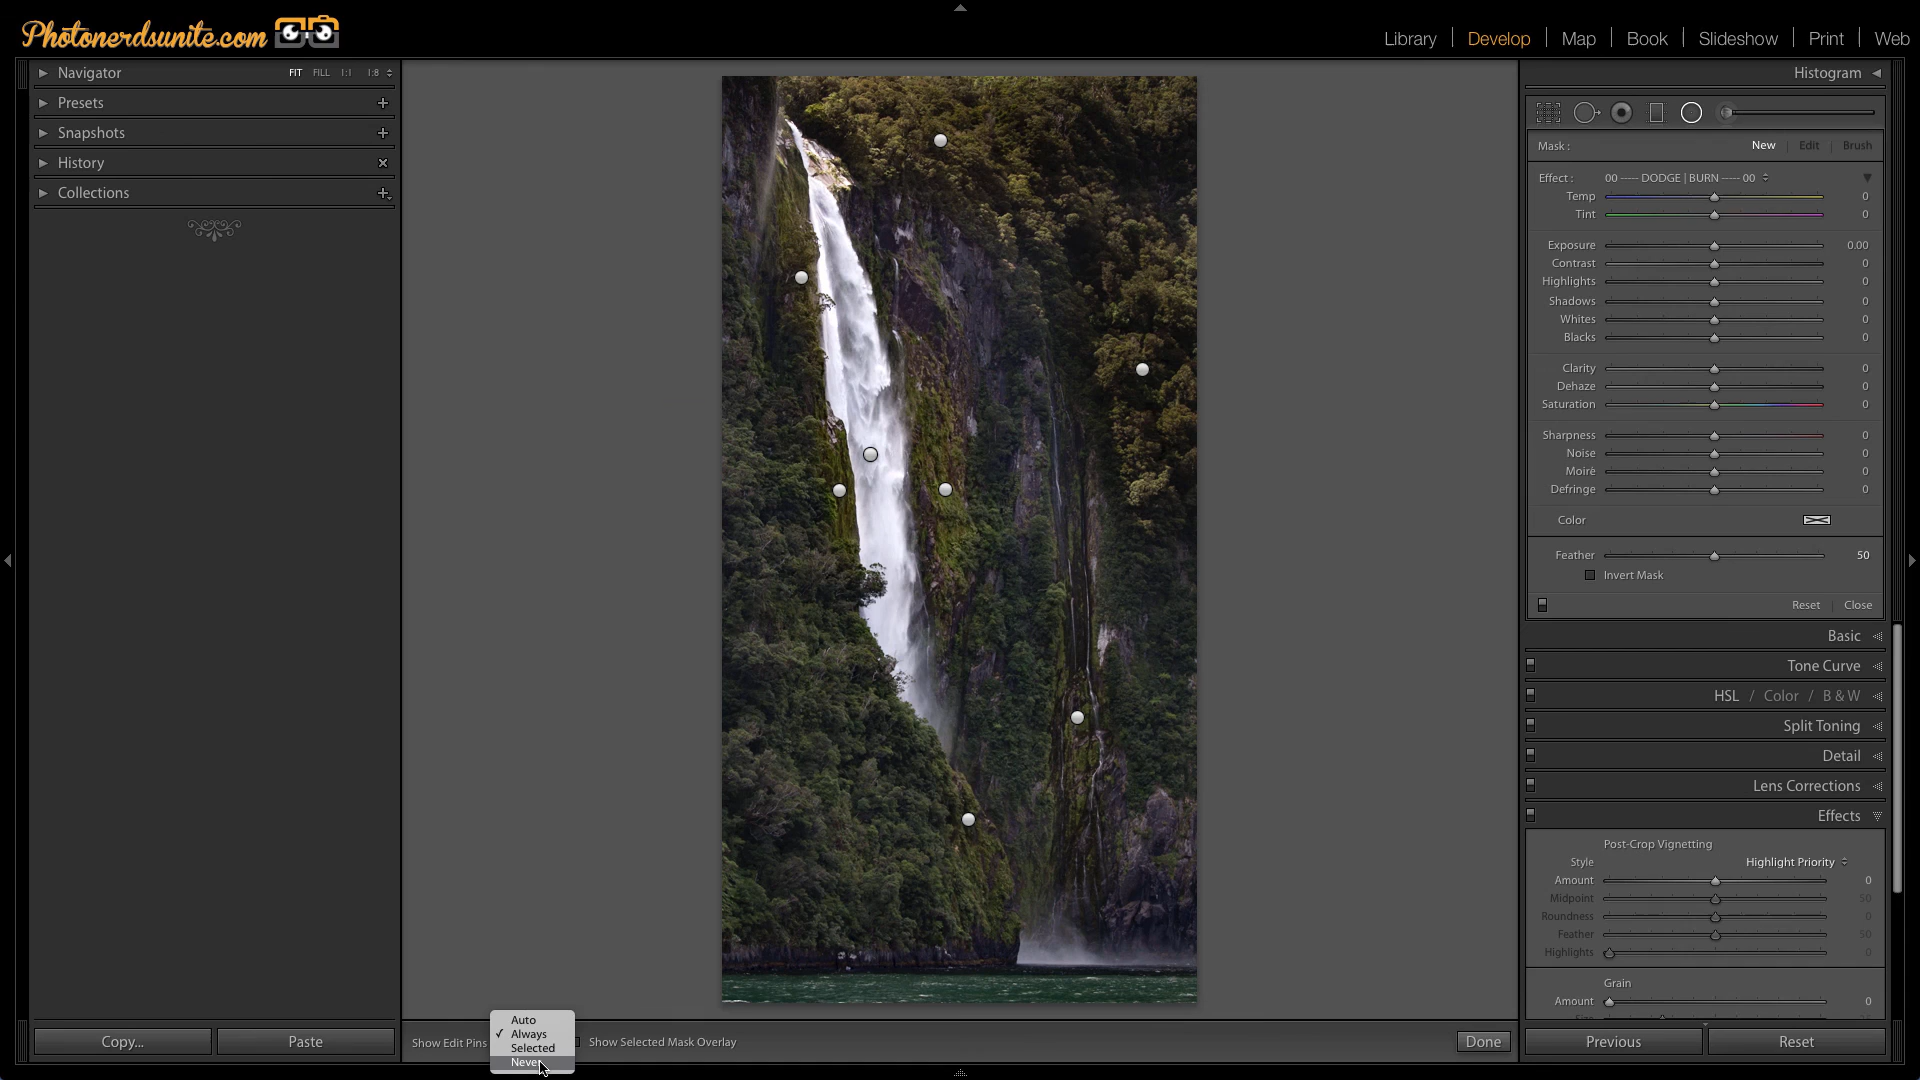 Photonerdsunite.com
Library | Develop | Map | Book | Slideshow | Print | Web
Navigator FIT FILL 1:1 1:8
Presets
Snapshots
History
Collections
Copy...
Paste
Show Edit Pins
Auto
Always
Selected
Never
Show Selected Mask Overlay
Done
Histogram
Mask : New | Edit | Brush
Effect : 00 ----- DODGE | BURN ----- 00
Temp 0
Tint 0
Exposure 0.00
Contrast 0
Highlights 0
Shadows 0
Whites 0
Blacks 0
Clarity 0
Dehaze 0
Saturation 0
Sharpness 0
Noise 0
Moiré 0
Defringe 0
Color
Feather 50
Invert Mask
Reset | Close
Basic
Tone Curve
HSL / Color / B & W
Split Toning
Detail
Lens Corrections
Effects
Post-Crop Vignetting
Style Highlight Priority
Amount 0
Midpoint 50
Roundness 0
Feather 50
Highlights 0
Grain
Amount 0
Previous
Reset